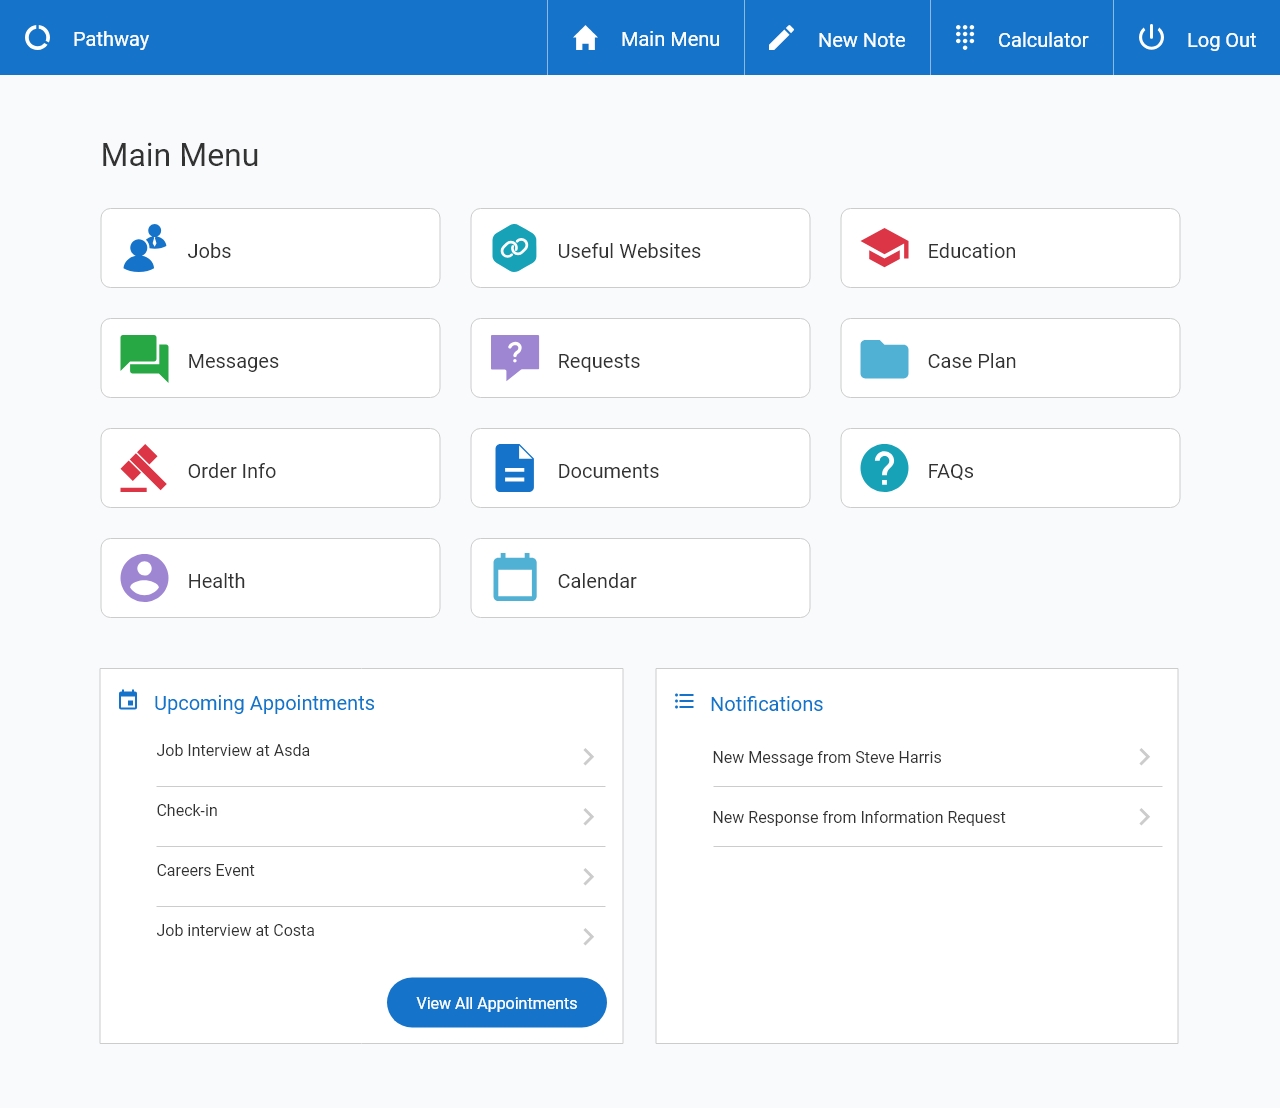 Pathway
Main Menu
New Note
Calculator
Log Out
Main Menu
Jobs
Useful Websites
Education
Messages
Requests
Case Plan
Order Info
Documents
FAQs
Health
Calendar
Upcoming Appointments
Job Interview at Asda
Check-in
Careers Event
Job interview at Costa
View All Appointments
Notifications
New Message from Steve Harris
New Response from Information Request